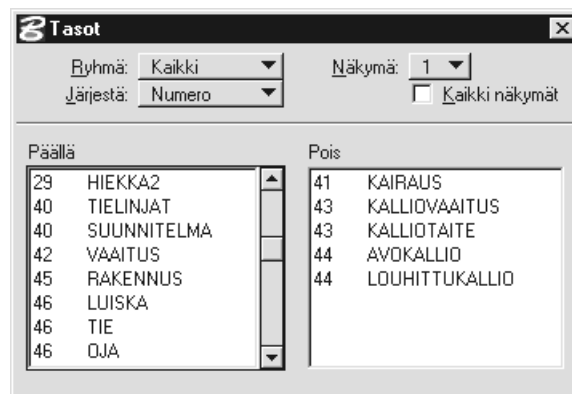 Tasot
Ryhmä: Kaikki
Näkymä: 1
Järjestä: Numero
Kaikki näkymät
Päällä
29 HIEKKA2
40 TIELINJAT
40 SUUNNITELMA
42 VAAITUS
45 RAKENNUS
46 LUISKA
46 TIE
46 OJA
Pois
41 KAIRAUS
43 KALLIOVAAITUS
43 KALLIOTAITE
44 AVOKALLIO
44 LOUHITTUKALLIO